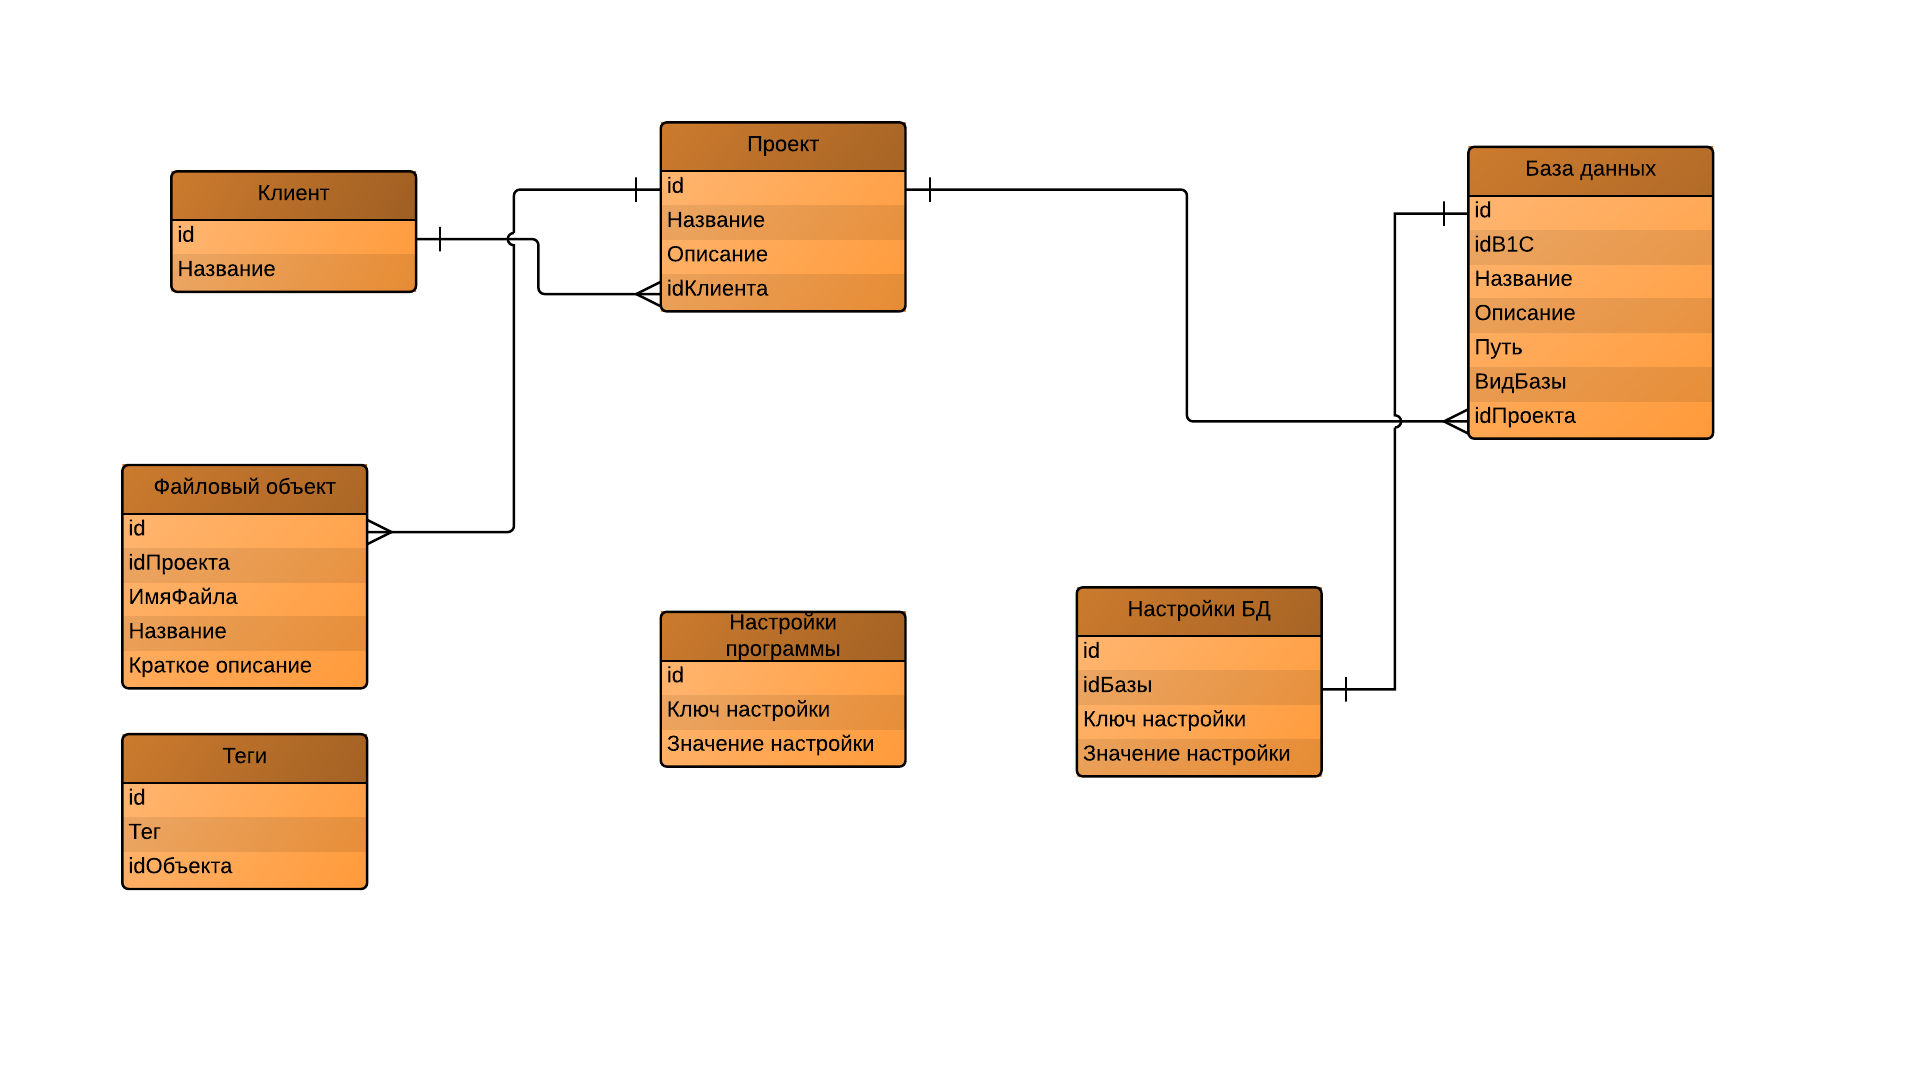 Клиент
id
Название
Проект
id
Название
Описание
idКлиента
База данных
id
idB1C
Название
Описание
Путь
ВидБазы
idПроекта
Файловый объект
id
idПроекта
ИмяФайла
Название
Краткое описание
Настройки
программы
id
Ключ настройки
Значение настройки
Настройки БД
id
idБазы
Ключ настройки
Значение настройки
Теги
id
Тег
idОбъекта